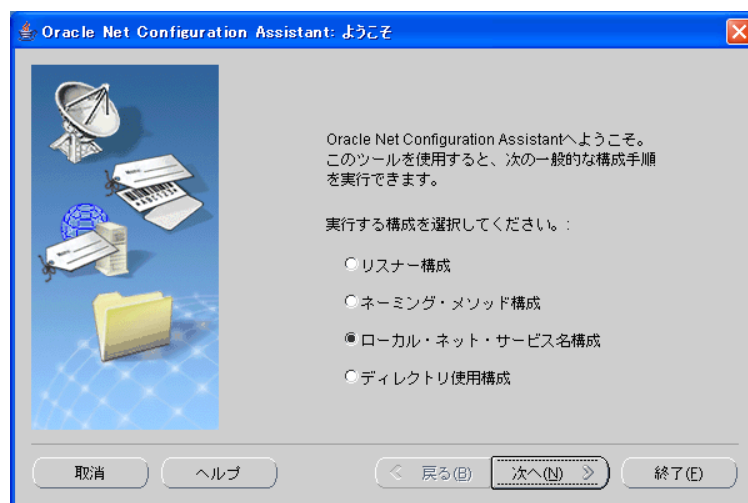 Oracle Net Configuration Assistant: ようこそ
Oracle Net Configuration Assistantへようこそ。
このツールを使用すると、次の一般的な構成手順
を実行できます。
実行する構成を選択してください。:
リスナー構成
ネーミング・メソッド構成
ローカル・ネット・サービス名構成
ディレクトリ使用構成
取消
ヘルプ
戻る(B)
次へ(N)
終了(F)